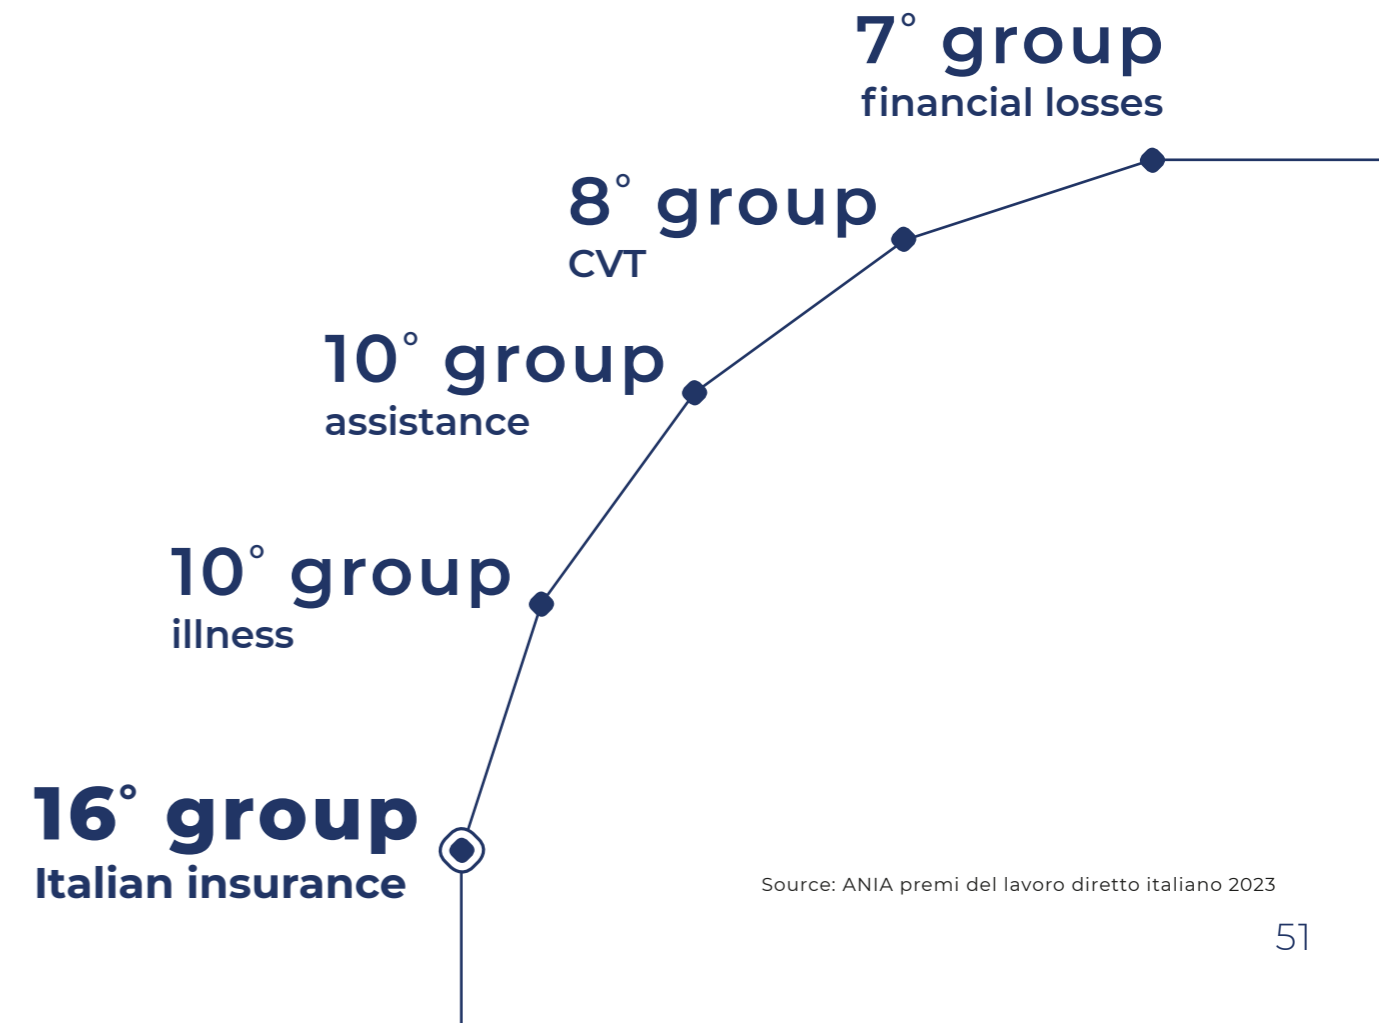 7° group
financial losses
8° group
CVT
10° group
assistance
10° group
illness
16° group
Italian insurance
Source: ANIA premi del lavoro diretto italiano 2023
51